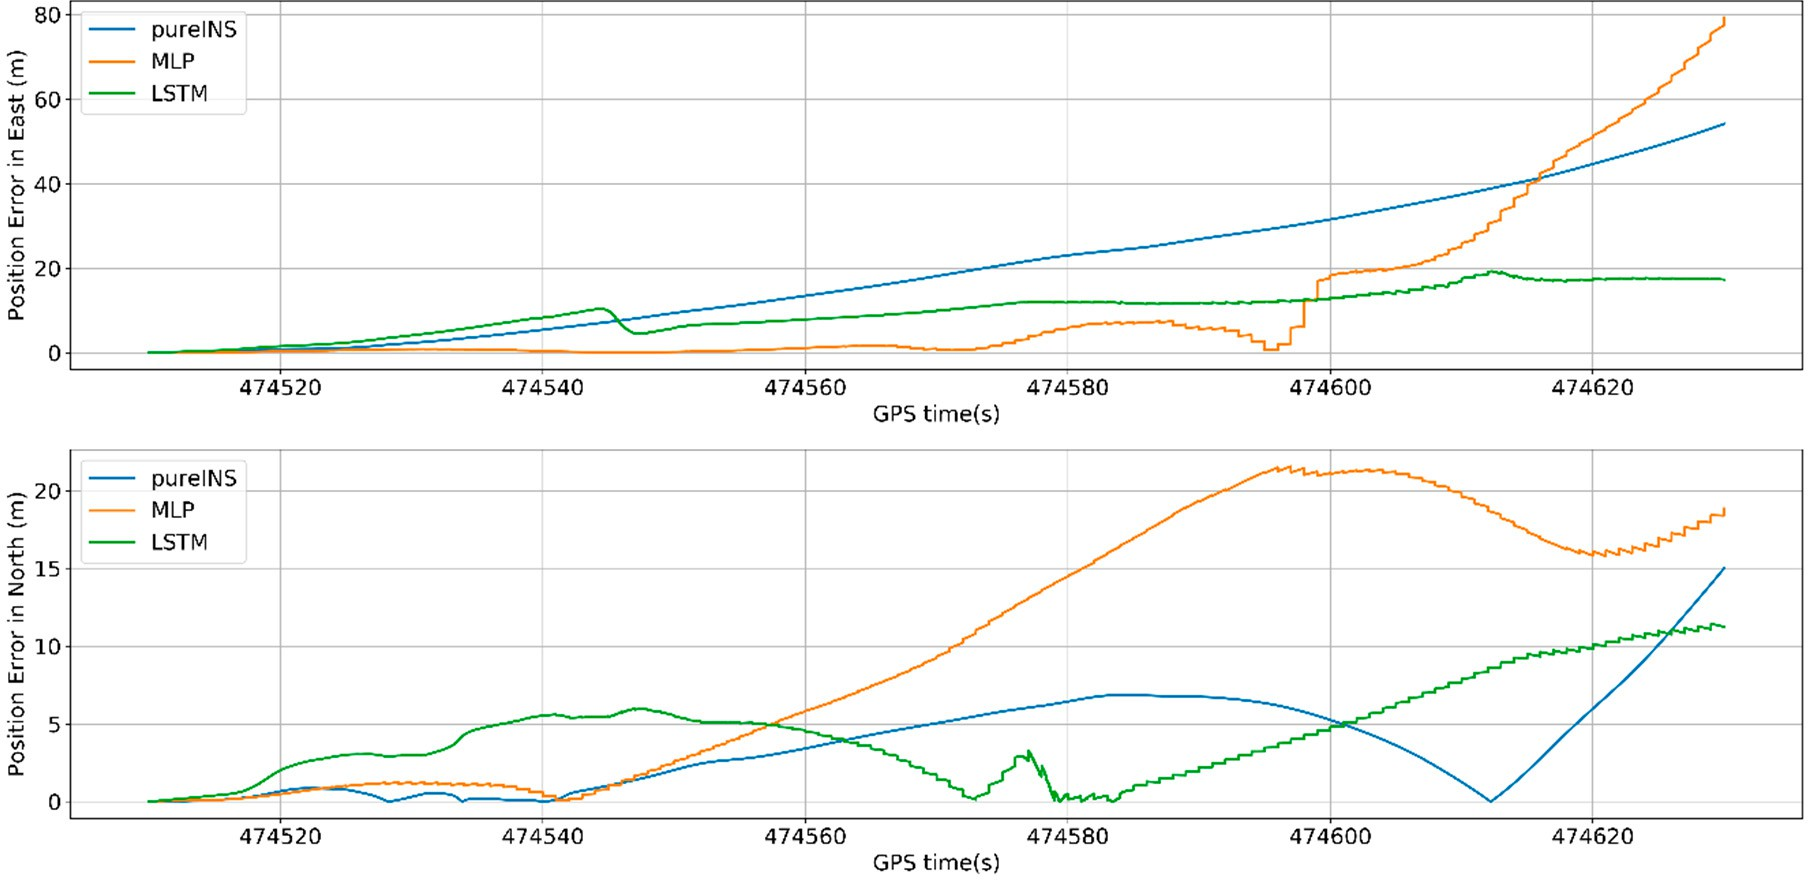 Position Error in East (m)
80
60
40
20
0
pureINS
MLP
LSTM
474520 474540 474560 474580 474600 474620
GPS time(s)
Position Error in North (m)
20
15
10
5
0
pureINS
MLP
LSTM
474520 474540 474560 474580 474600 474620
GPS time(s)